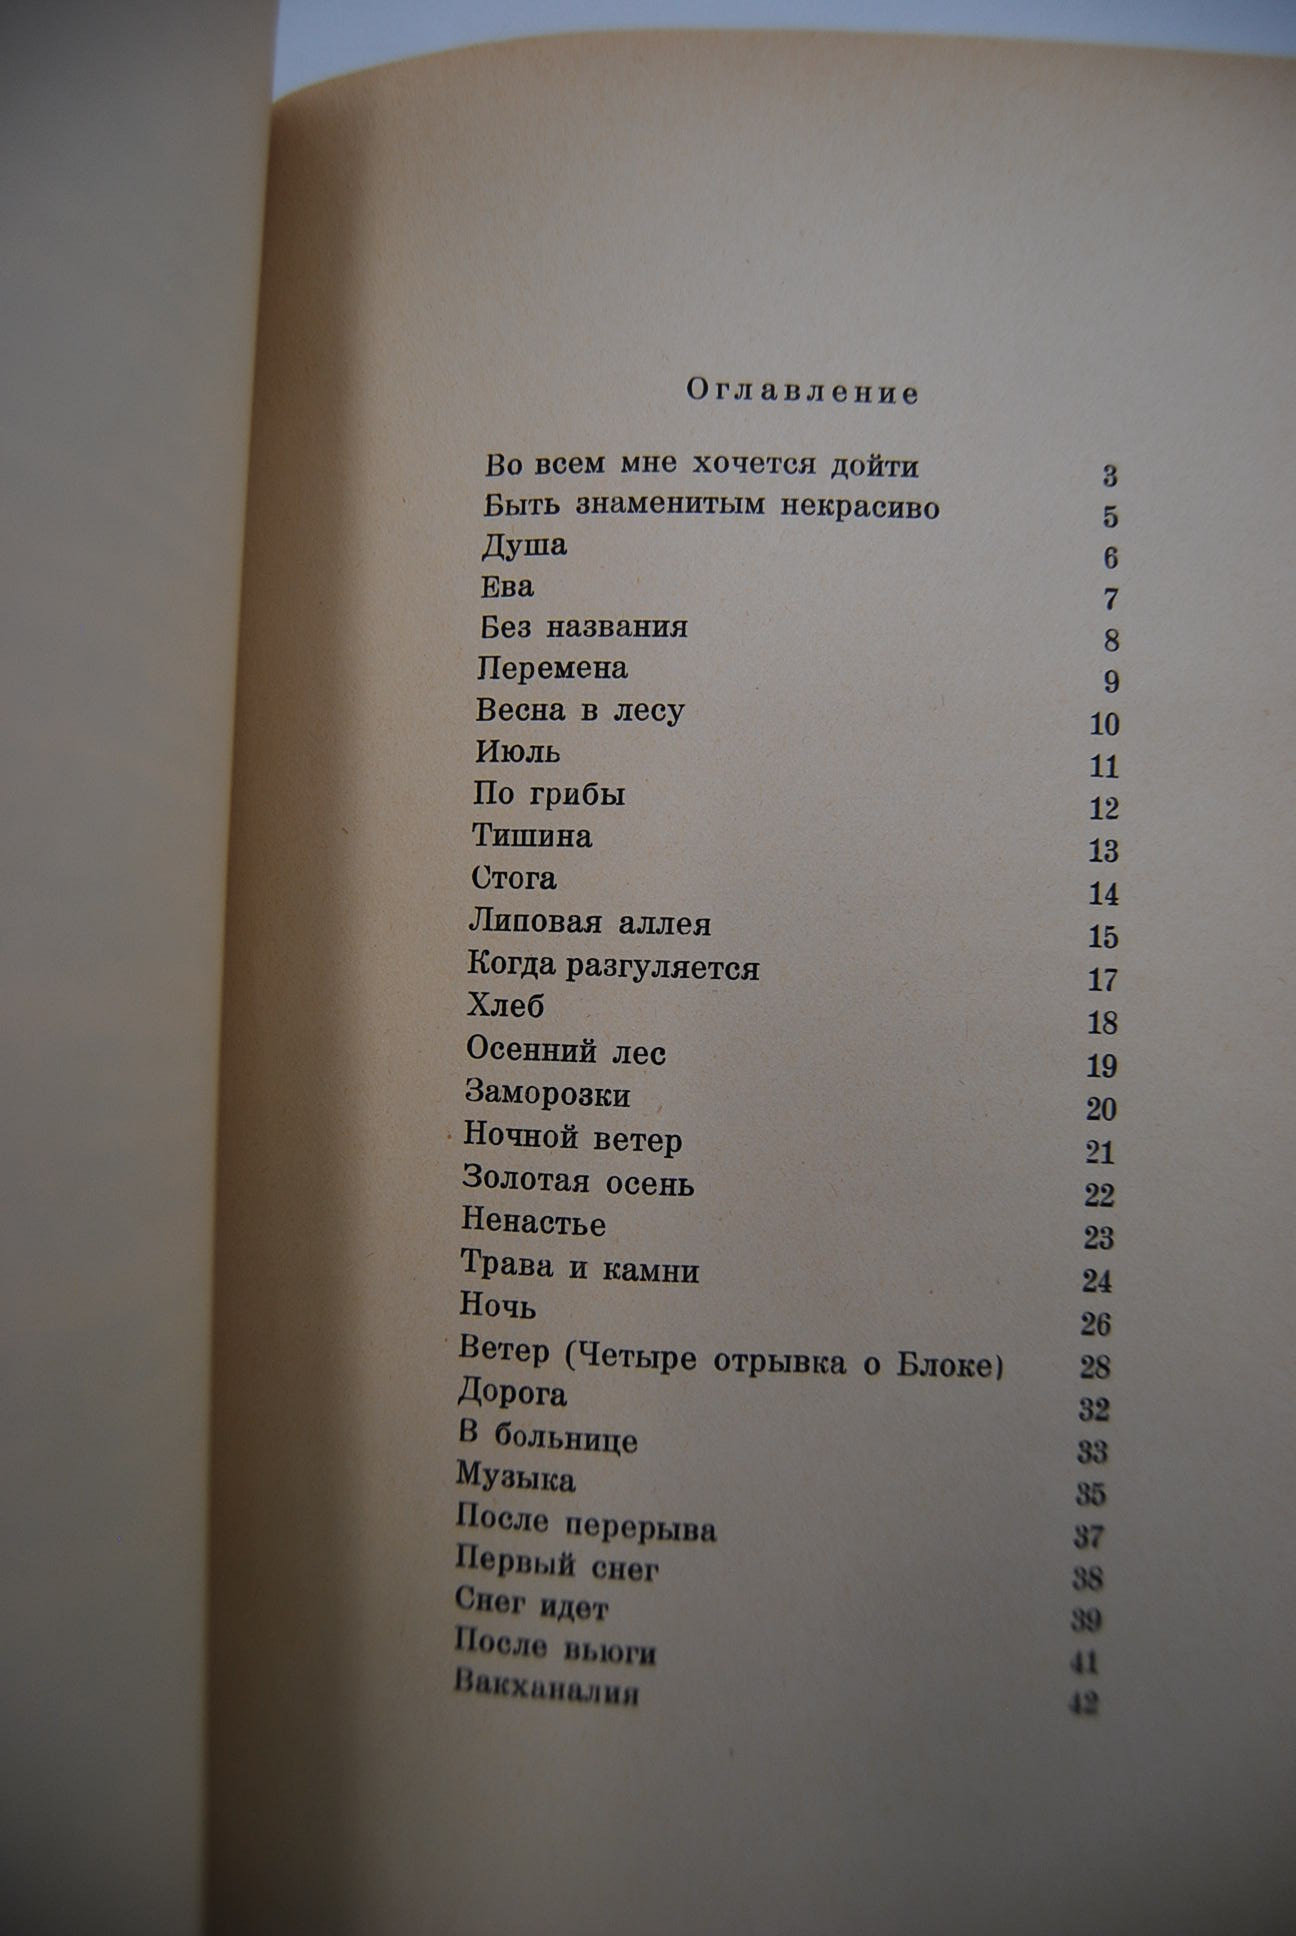 Оглавление
Во всем мне хочется дойти 3
Быть знаменитым некрасиво 5
Душа 6
Ева 7
Без названия 8
Перемена 9
Весна в лесу 10
Июль 11
По грибы 12
Тишина 13
Стога 14
Липовая аллея 15
Когда разгуляется 17
Хлеб 18
Осенний лес 19
Заморозки 20
Ночной ветер 21
Золотая осень 22
Ненастье 23
Трава и камни 24
Ночь 26
Ветер (Четыре отрывка о Блоке) 28
Дорога 32
В больнице 33
Музыка 35
После перерыва 37
Первый снег 38
Снег идет 39
После вьюги 41
Вакханалия 42